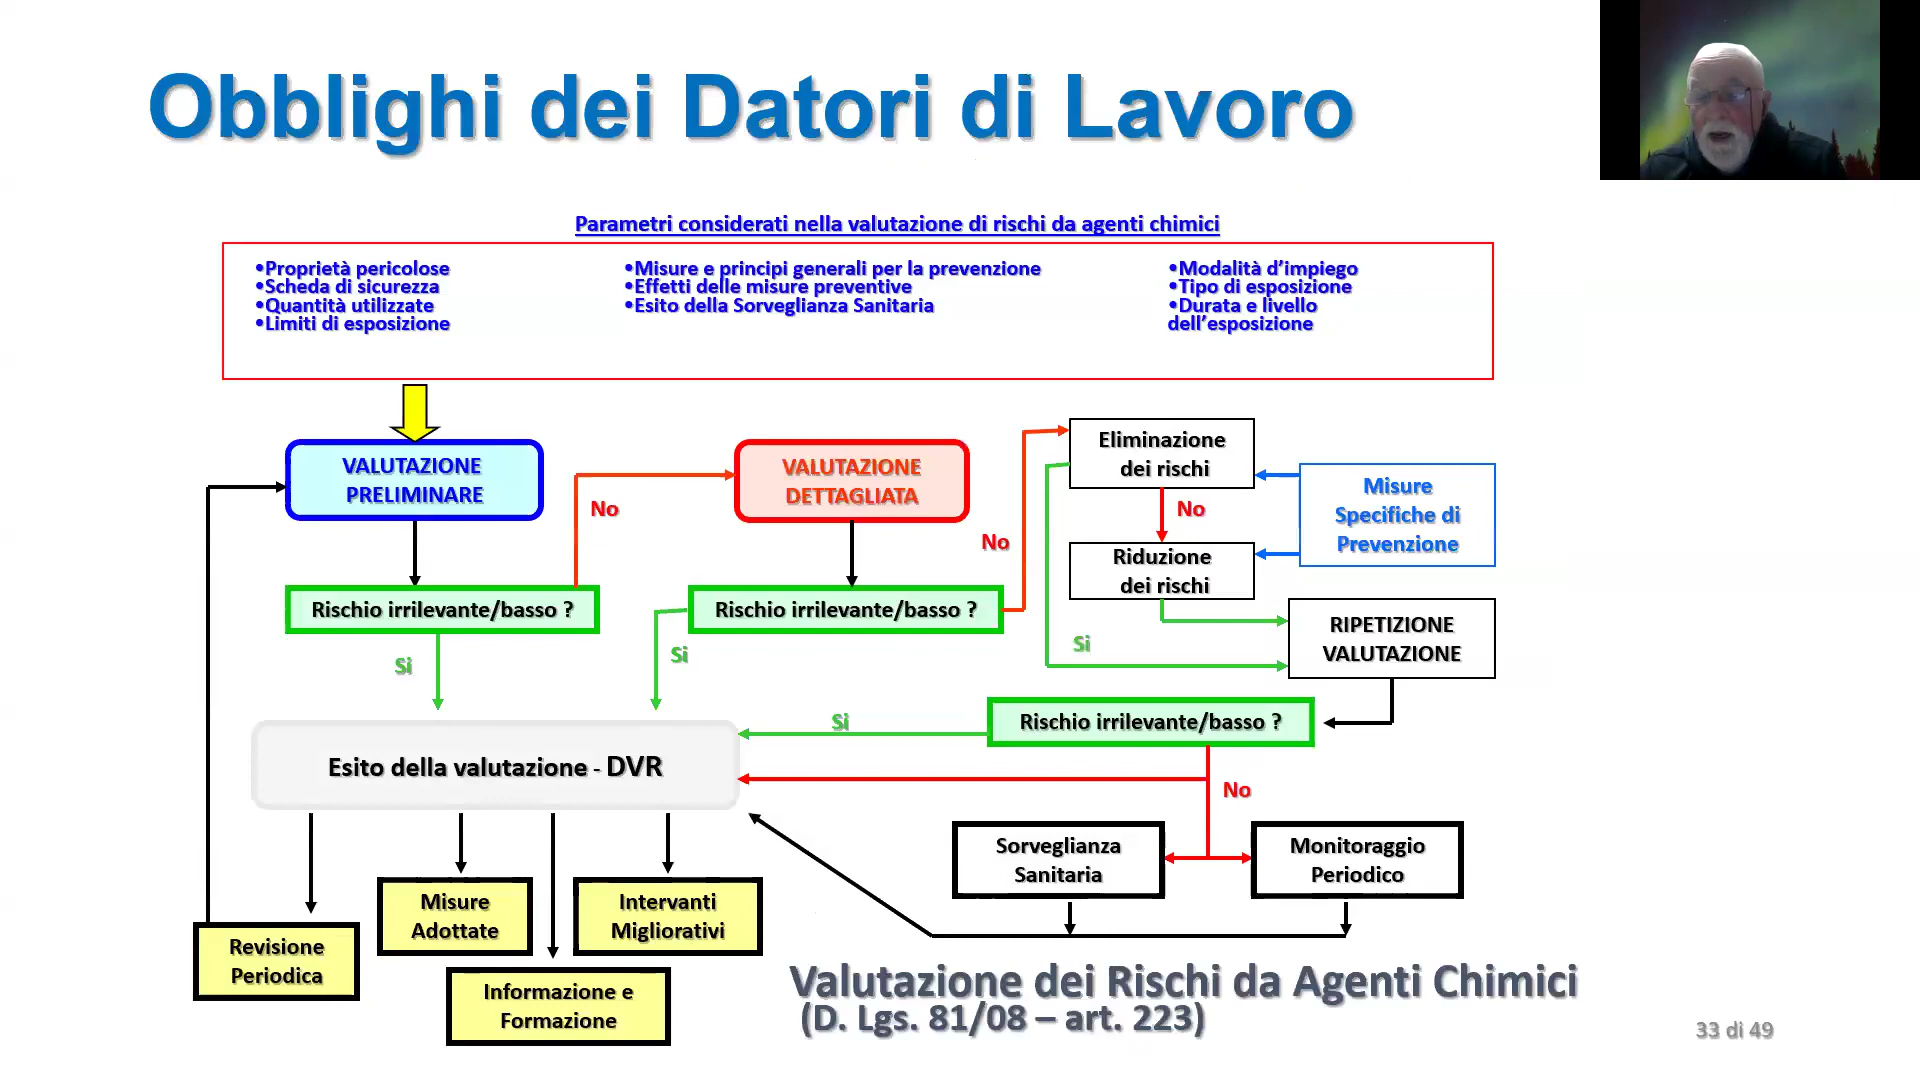 Obblighi dei Datori di Lavoro
Parametri considerati nella valutazione di rischi da agenti chimici
•Proprietà pericolose
•Scheda di sicurezza
•Quantità utilizzate
•Limiti di esposizione
•Misure e principi generali per la prevenzione
•Effetti delle misure preventive
•Esito della Sorveglianza Sanitaria
•Modalità d’impiego
•Tipo di esposizione
•Durata e livello
dell’esposizione
VALUTAZIONE
PRELIMINARE
No
VALUTAZIONE
DETTAGLIATA
No
Eliminazione
dei rischi
No
Misure
Specifiche di
Prevenzione
Riduzione
dei rischi
Rischio irrilevante/basso ?
Rischio irrilevante/basso ?
RIPETIZIONE
VALUTAZIONE
Si
Si
Si
Si
Rischio irrilevante/basso ?
Esito della valutazione - DVR
No
Sorveglianza
Sanitaria
Monitoraggio
Periodico
Misure
Adottate
Intervanti
Migliorativi
Revisione
Periodica
Informazione e
Formazione
Valutazione dei Rischi da Agenti Chimici
(D. Lgs. 81/08 – art. 223)
33 di 49